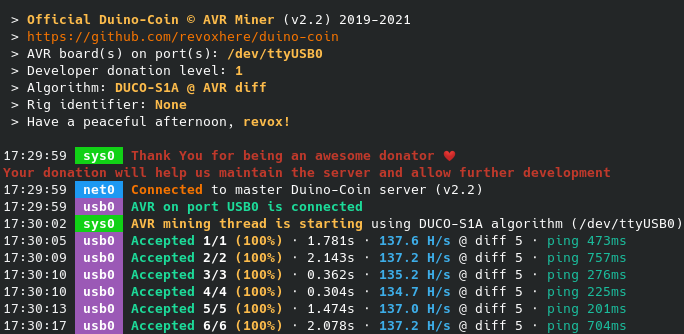 > Official Duino-Coin © AVR Miner (v2.2) 2019-2021
> https://github.com/revoxhere/duino-coin
> AVR board(s) on port(s): /dev/ttyUSB0
> Developer donation level: 1
> Algorithm: DUCO-S1A @ AVR diff
> Rig identifier: None
> Have a peaceful afternoon, revox!
17:29:59 sys0 Thank You for being an awesome donator ❤
Your donation will help us maintain the server and allow further development
17:29:59 net0 Connected to master Duino-Coin server (v2.2)
17:29:59 usb0 AVR on port USB0 is connected
17:30:02 sys0 AVR mining thread is starting using DUCO-S1A algorithm (/dev/ttyUSB0)
17:30:05 usb0 Accepted 1/1 (100%) · 1.781s · 137.6 H/s @ diff 5 · ping 473ms
17:30:09 usb0 Accepted 2/2 (100%) · 2.143s · 137.2 H/s @ diff 5 · ping 757ms
17:30:10 usb0 Accepted 3/3 (100%) · 0.362s · 135.2 H/s @ diff 5 · ping 276ms
17:30:10 usb0 Accepted 4/4 (100%) · 0.304s · 134.7 H/s @ diff 5 · ping 225ms
17:30:13 usb0 Accepted 5/5 (100%) · 1.474s · 137.0 H/s @ diff 5 · ping 201ms
17:30:17 usb0 Accepted 6/6 (100%) · 2.078s · 137.2 H/s @ diff 5 · ping 704ms